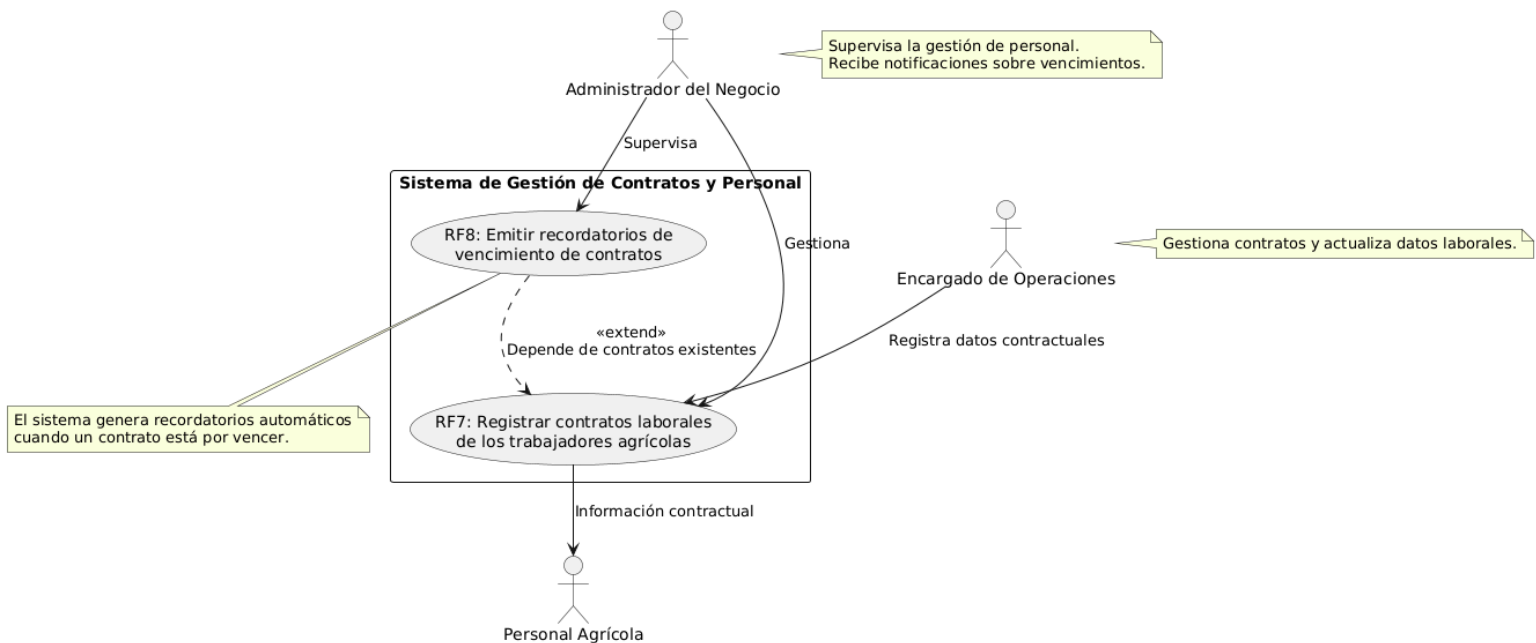 Supervisa la gestión de personal.
Recibe notificaciones sobre vencimientos.
Administrador del Negocio
Supervisa
Sistema de Gestión de Contratos y Personal
RF8: Emitir recordatorios de
vencimiento de contratos
Gestiona
Gestiona contratos y actualiza datos laborales.
Encargado de Operaciones
«extend»
Depende de contratos existentes
Registra datos contractuales
El sistema genera recordatorios automáticos
cuando un contrato está por vencer.
RF7: Registrar contratos laborales
de los trabajadores agrícolas
Información contractual
Personal Agrícola